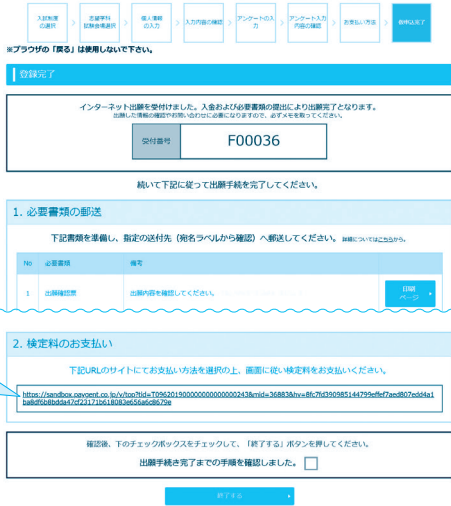 入試制度
の選択
志望学科
試験会場選択
個人情報
の入力
入力内容の確認
アンケートの入
力
アンケート入力
内容の確認
お支払い方法
登録完了
※ブラウザの「戻る」は使用しないで下さい。
登録完了
インターネット出願を受付けました。入金および必要書類の提出により出願完了となります。
出願した情報の確認やお問い合わせに必要になりますので、必ずメモを取ってください。
受付番号
F00036
続いて下記に従って出願手続を完了してください。
1. 必要書類の郵送
下記書類を準備し、指定の送付先（宛名ラベルから確認）へ郵送してください。 詳細についてはこちらから。
No 必要書類 備考
1 出願確認票 出願内容を確認してください。
印刷
ページ
2. 検定料のお支払い
下記URLのサイトにてお支払い方法を選択の上、画面に従い検定料をお支払いください。
確認後、下のチェックボックスをチェックして、「終了する」ボタンを押してください。
出願手続き完了までの手順を確認しました。
終了する